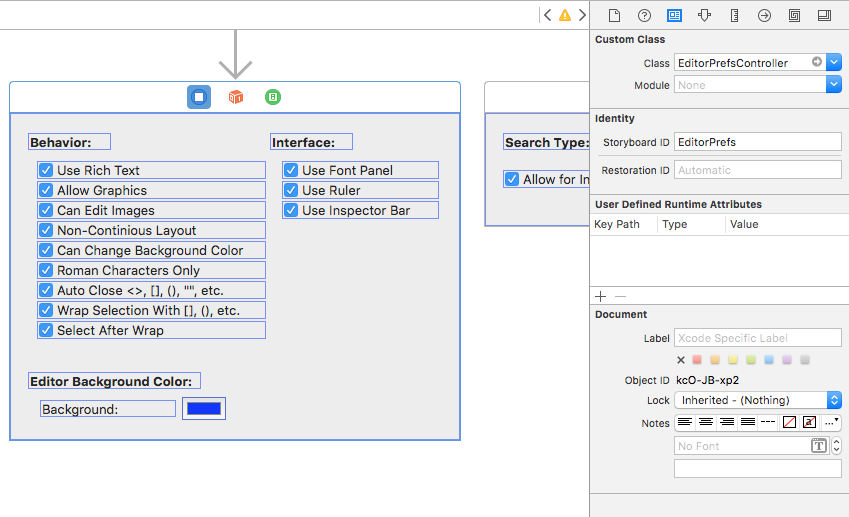 Behavior:
Use Rich Text
Allow Graphics
Can Edit Images
Non-Continious Layout
Can Change Background Color
Roman Characters Only
Auto Close <>, [], (), "", etc.
Wrap Selection With [], (), etc.
Select After Wrap
Interface:
Use Font Panel
Use Ruler
Use Inspector Bar
Editor Background Color:
Background:
Search Type:
Allow for In
Custom Class
Class EditorPrefsController
Module None
Identity
Storyboard ID EditorPrefs
Restoration ID Automatic
User Defined Runtime Attributes
Key Path Type Value
Document
Label Xcode Specific Label
Object ID kcO-JB-xp2
Lock Inherited - (Nothing)
Notes
No Font